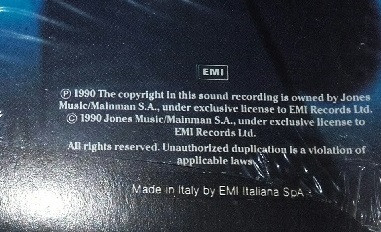 EMI
℗ 1990 The copyright in this sound recording is owned by Jones
Music/Mainman S.A., under exclusive license to EMI Records Ltd.
© 1990 Jones Music/Mainman S.A., under exclusive license to
EMI Records Ltd.
All rights reserved. Unauthorized duplication is a violation of
applicable laws
Made in Italy by EMI Italiana SpA.